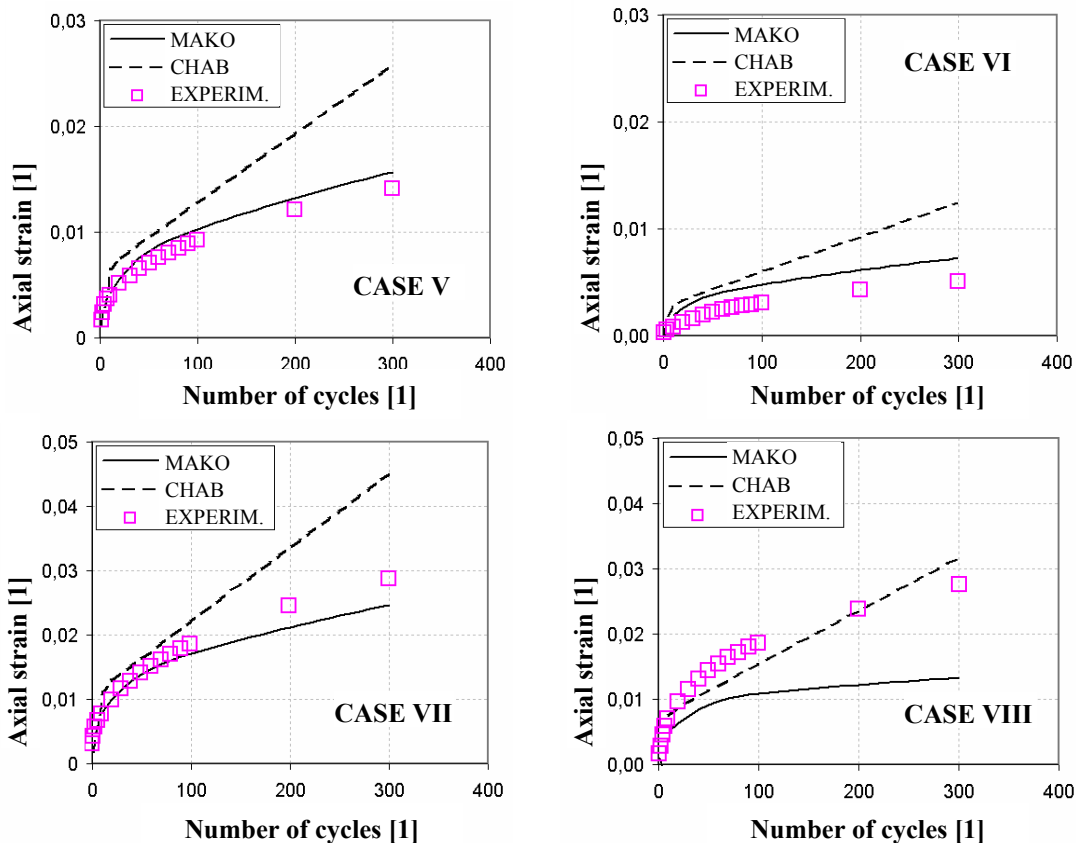 0,03
0,02
0,01
0
Axial strain [1]
MAKO
CHAB
EXPERIM.
CASE V
0 100 200 300 400
Number of cycles [1]
0,03
0,02
0,01
0,00
Axial strain [1]
MAKO
CHAB
EXPERIM.
CASE VI
0 100 200 300 400
Number of cycles [1]
0,05
0,04
0,03
0,02
0,01
0
Axial strain [1]
MAKO
CHAB
EXPERIM.
CASE VII
0 100 200 300 400
Number of cycles [1]
0,05
0,04
0,03
0,02
0,01
0,00
Axial strain [1]
MAKO
CHAB
EXPERIM.
CASE VIII
0 100 200 300 400
Number of cycles [1]